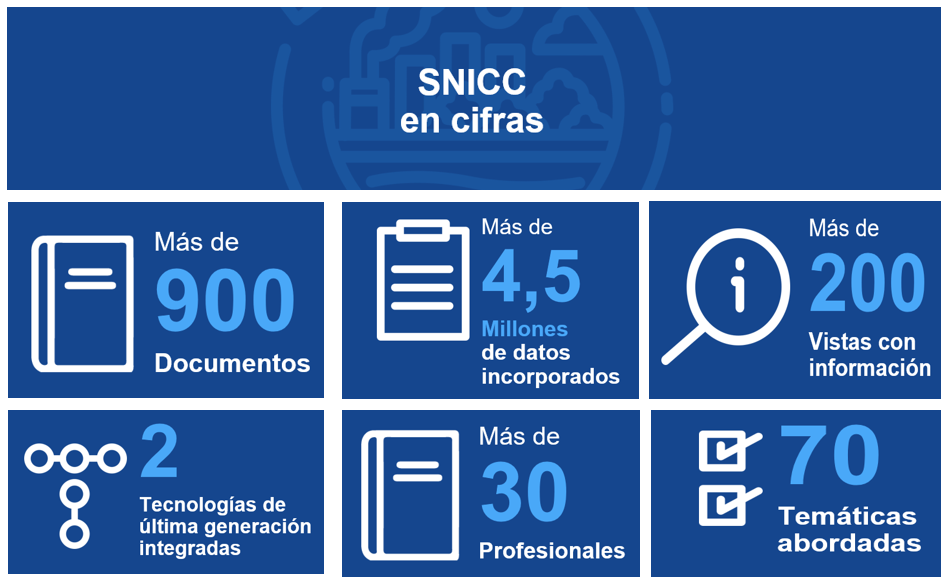 SNICC
en cifras
Más de
900
Documentos
Más de
4,5
Millones
de datos
incorporados
Más de
200
Vistas con
información
2
Tecnologías de
última generación
integradas
Más de
30
Profesionales
70
Temáticas
abordadas